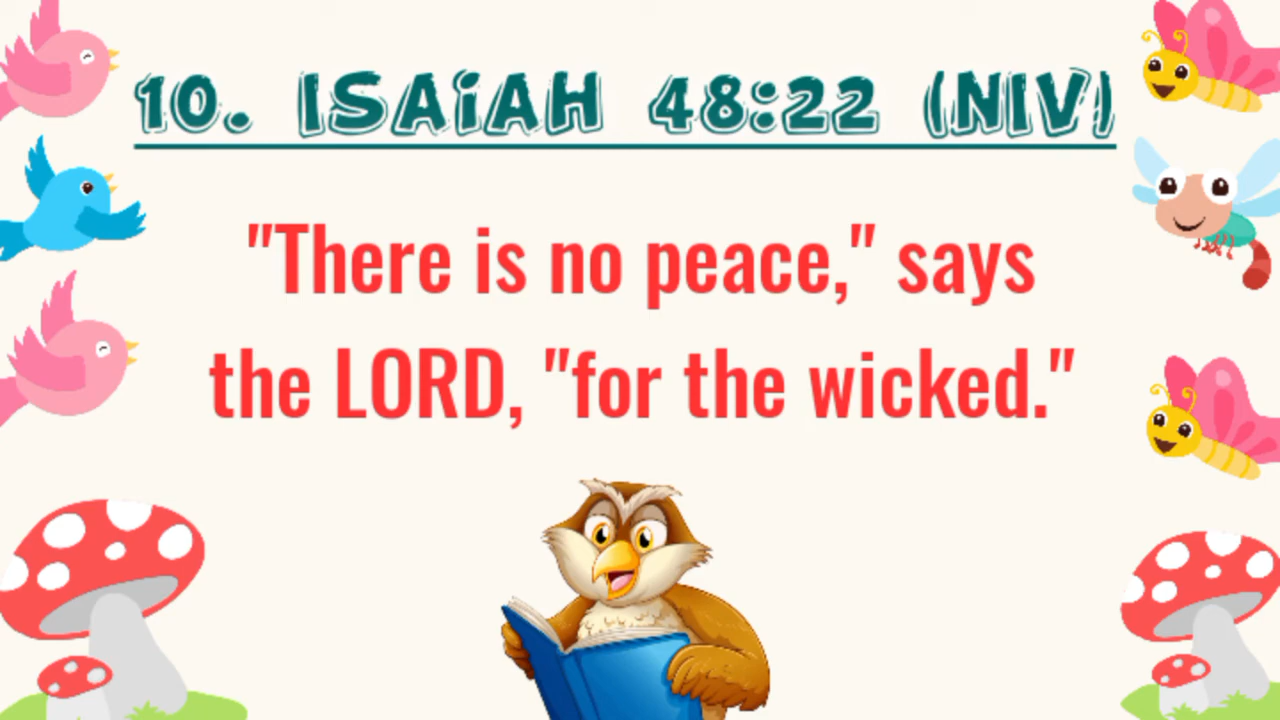 10. ISAIAH 48:22 (NIV)
"There is no peace," says
the LORD, "for the wicked."